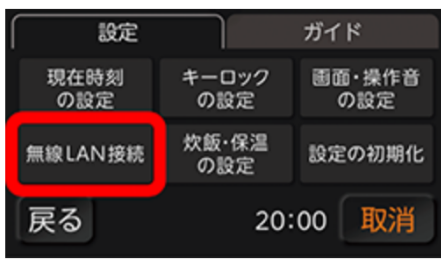 設定
ガイド
現在時刻
の設定
キーロック
の設定
画面・操作音
の設定
無線LAN接続
炊飯・保温
の設定
設定の初期化
戻る
20:00
取消